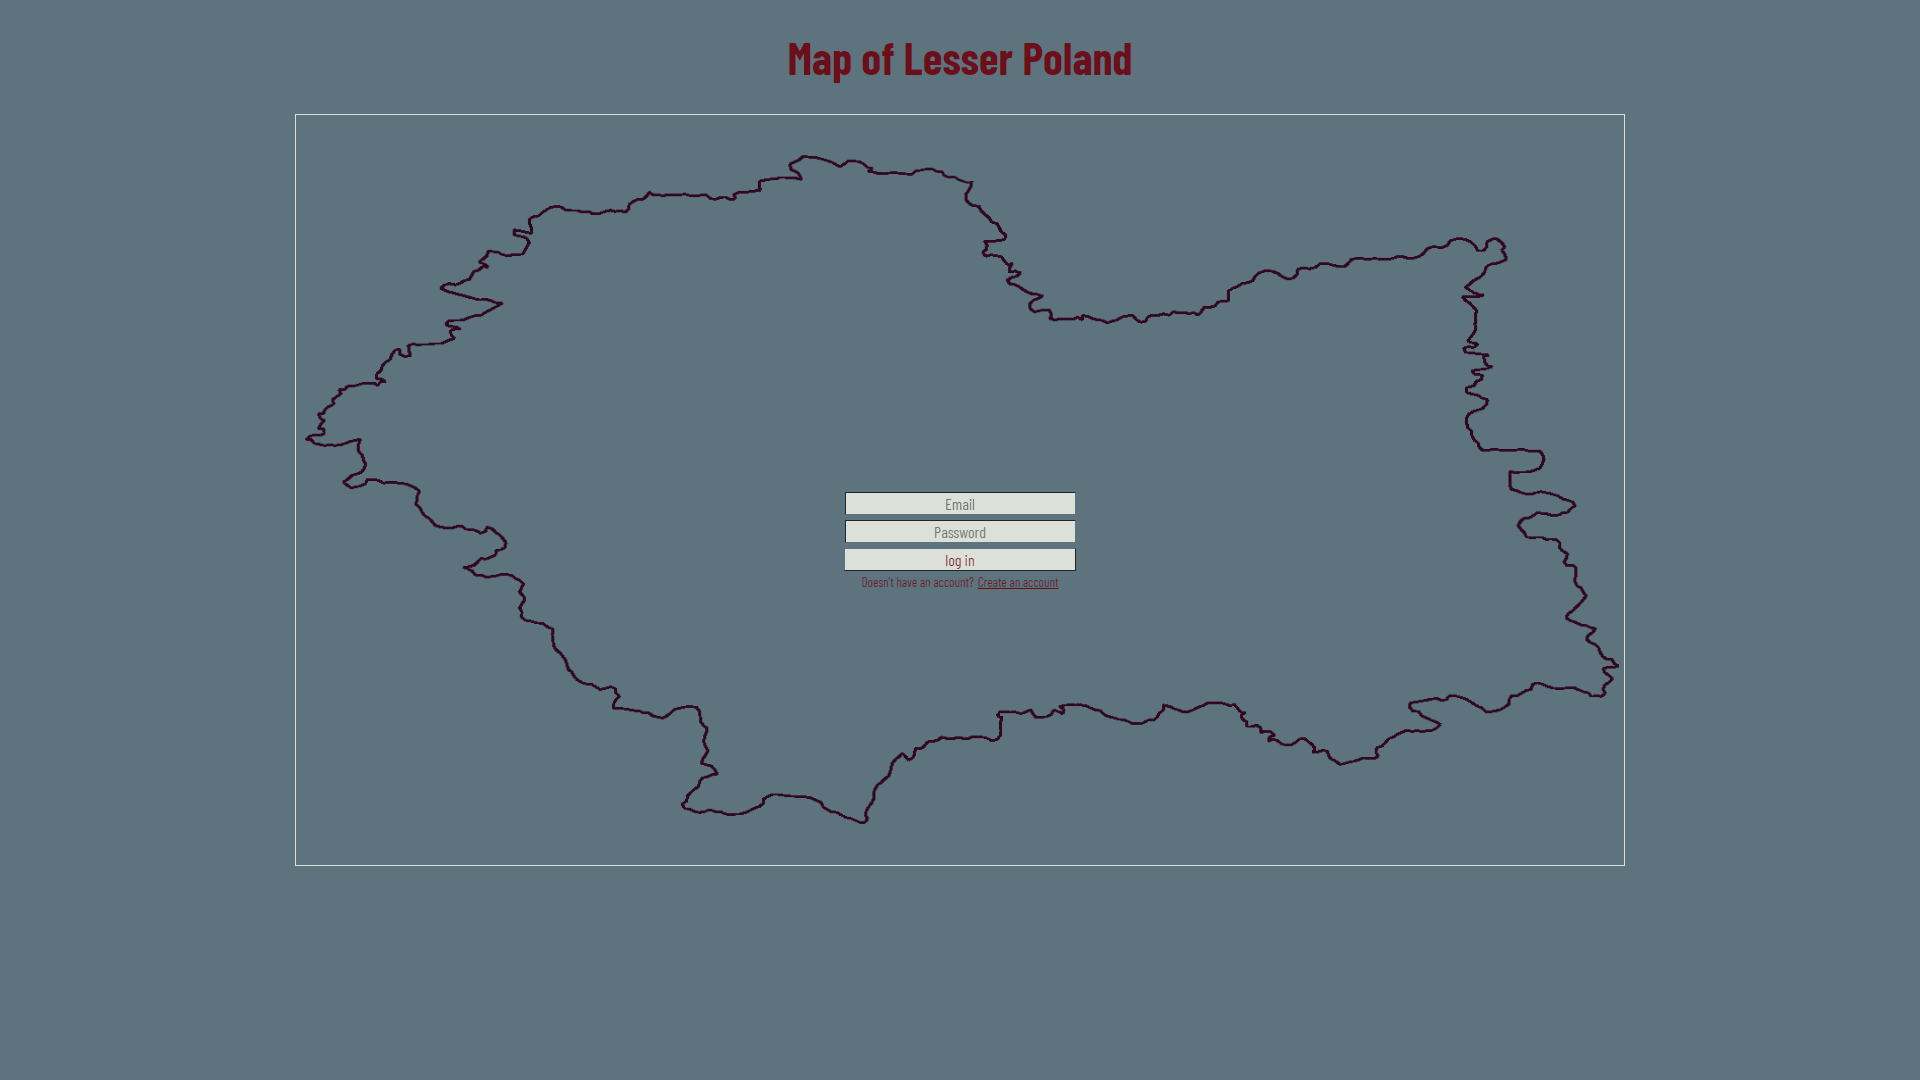 Map of Lesser Poland
Email
Password
log in
Doesn't have an account? Create an account